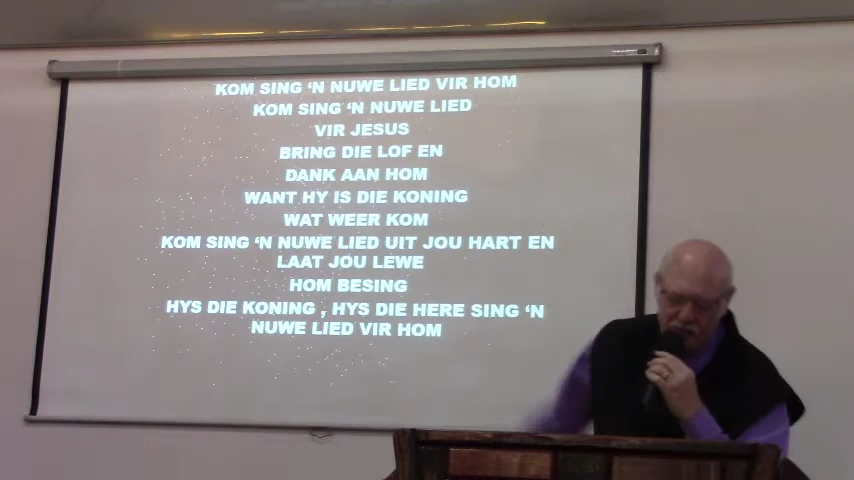 KOM SING ‘N NUWE LIED VIR HOM
KOM SING ‘N NUWE LIED
VIR JESUS
BRING DIE LOF EN
DANK AAN HOM
WANT HY IS DIE KONING
WAT WEER KOM
KOM SING ‘N NUWE LIED UIT JOU HART EN
LAAT JOU LEWE
HOM BESING
HYS DIE KONING , HYS DIE HERE SING ‘N
NUWE LIED VIR HOM